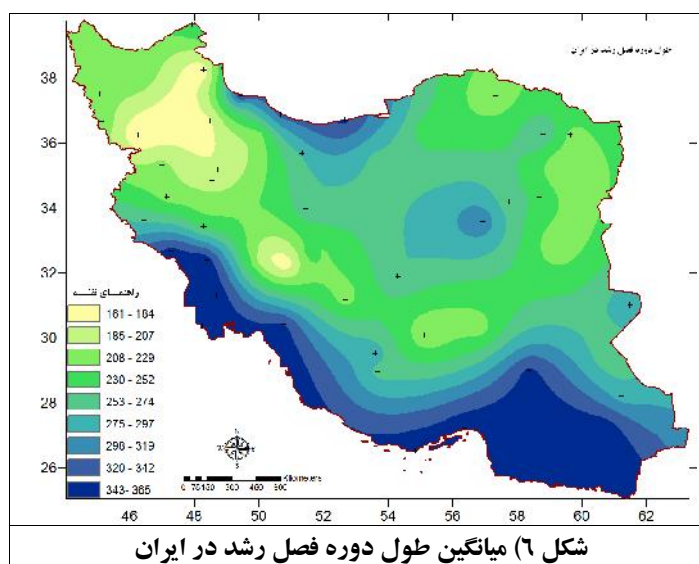 طول دوره فصل رشد در ایران
38
36
34
32
30
28
26
راهنمـای نقشـه
161 - 184
185 - 207
208 - 229
230 - 252
253 - 274
275 - 297
298 - 319
320 - 342
343 - 365
Kilometers
46 48 50 52 54 56 58 60 62
شکل ٦) میانگین طول دوره فصل رشد در ایران